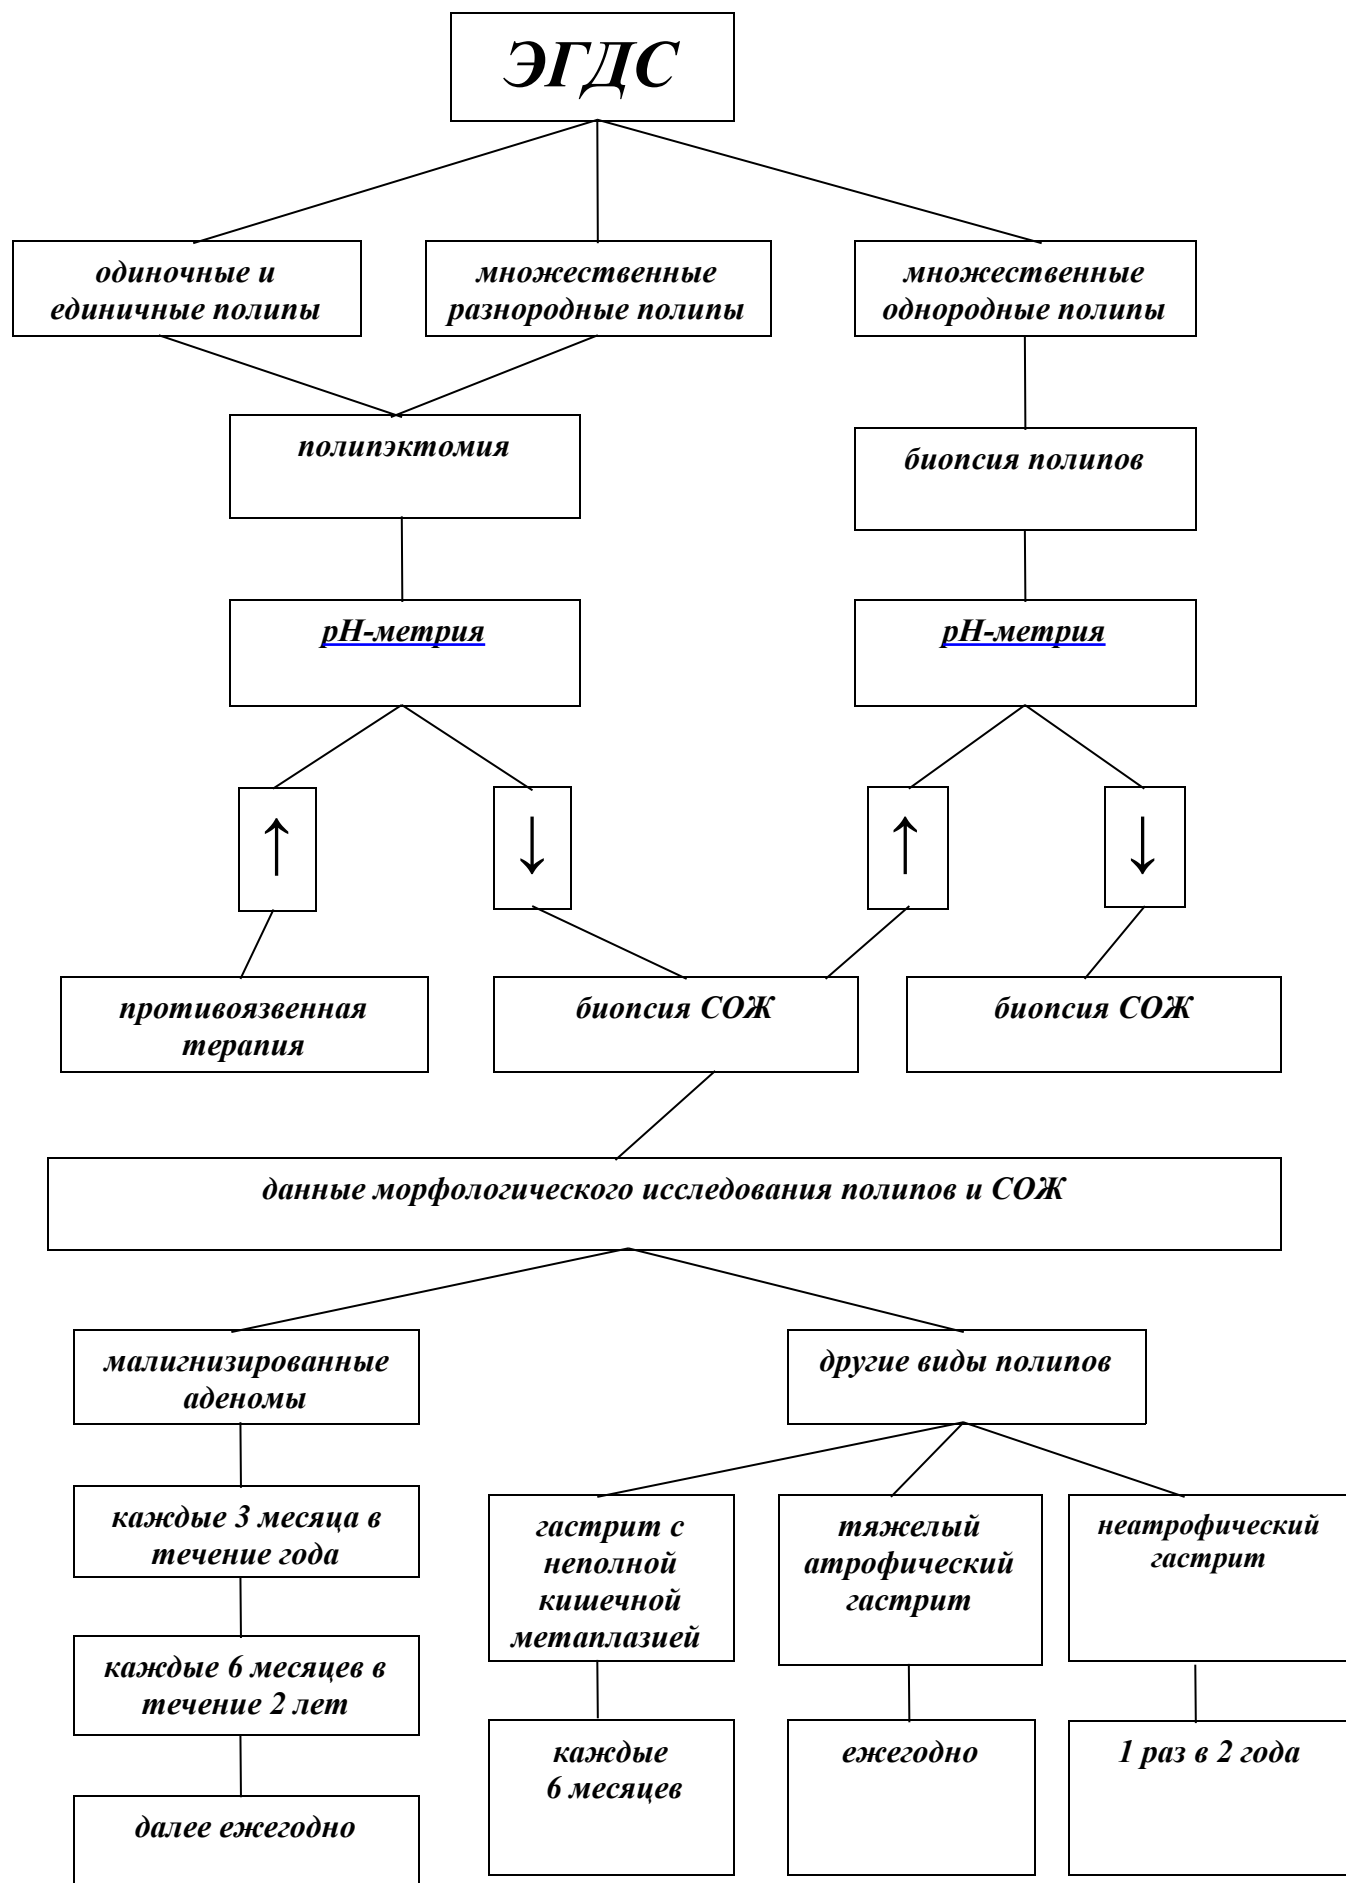 ЭГДС
одиночные и
единичные полипы
множественные
разнородные полипы
множественные
однородные полипы
полипэктомия
биопсия полипов
рН-метрия
рН-метрия
↑
↓
↑
↓
противоязвенная
терапия
биопсия СОЖ
биопсия СОЖ
данные морфологического исследования полипов и СОЖ
малигнизированные
аденомы
другие виды полипов
каждые 3 месяца в
течение года
гастрит с
неполной
кишечной
метаплазией
тяжелый
атрофический
гастрит
неатрофический
гастрит
каждые 6 месяцев в
течение 2 лет
каждые
6 месяцев
ежегодно
1 раз в 2 года
далее ежегодно